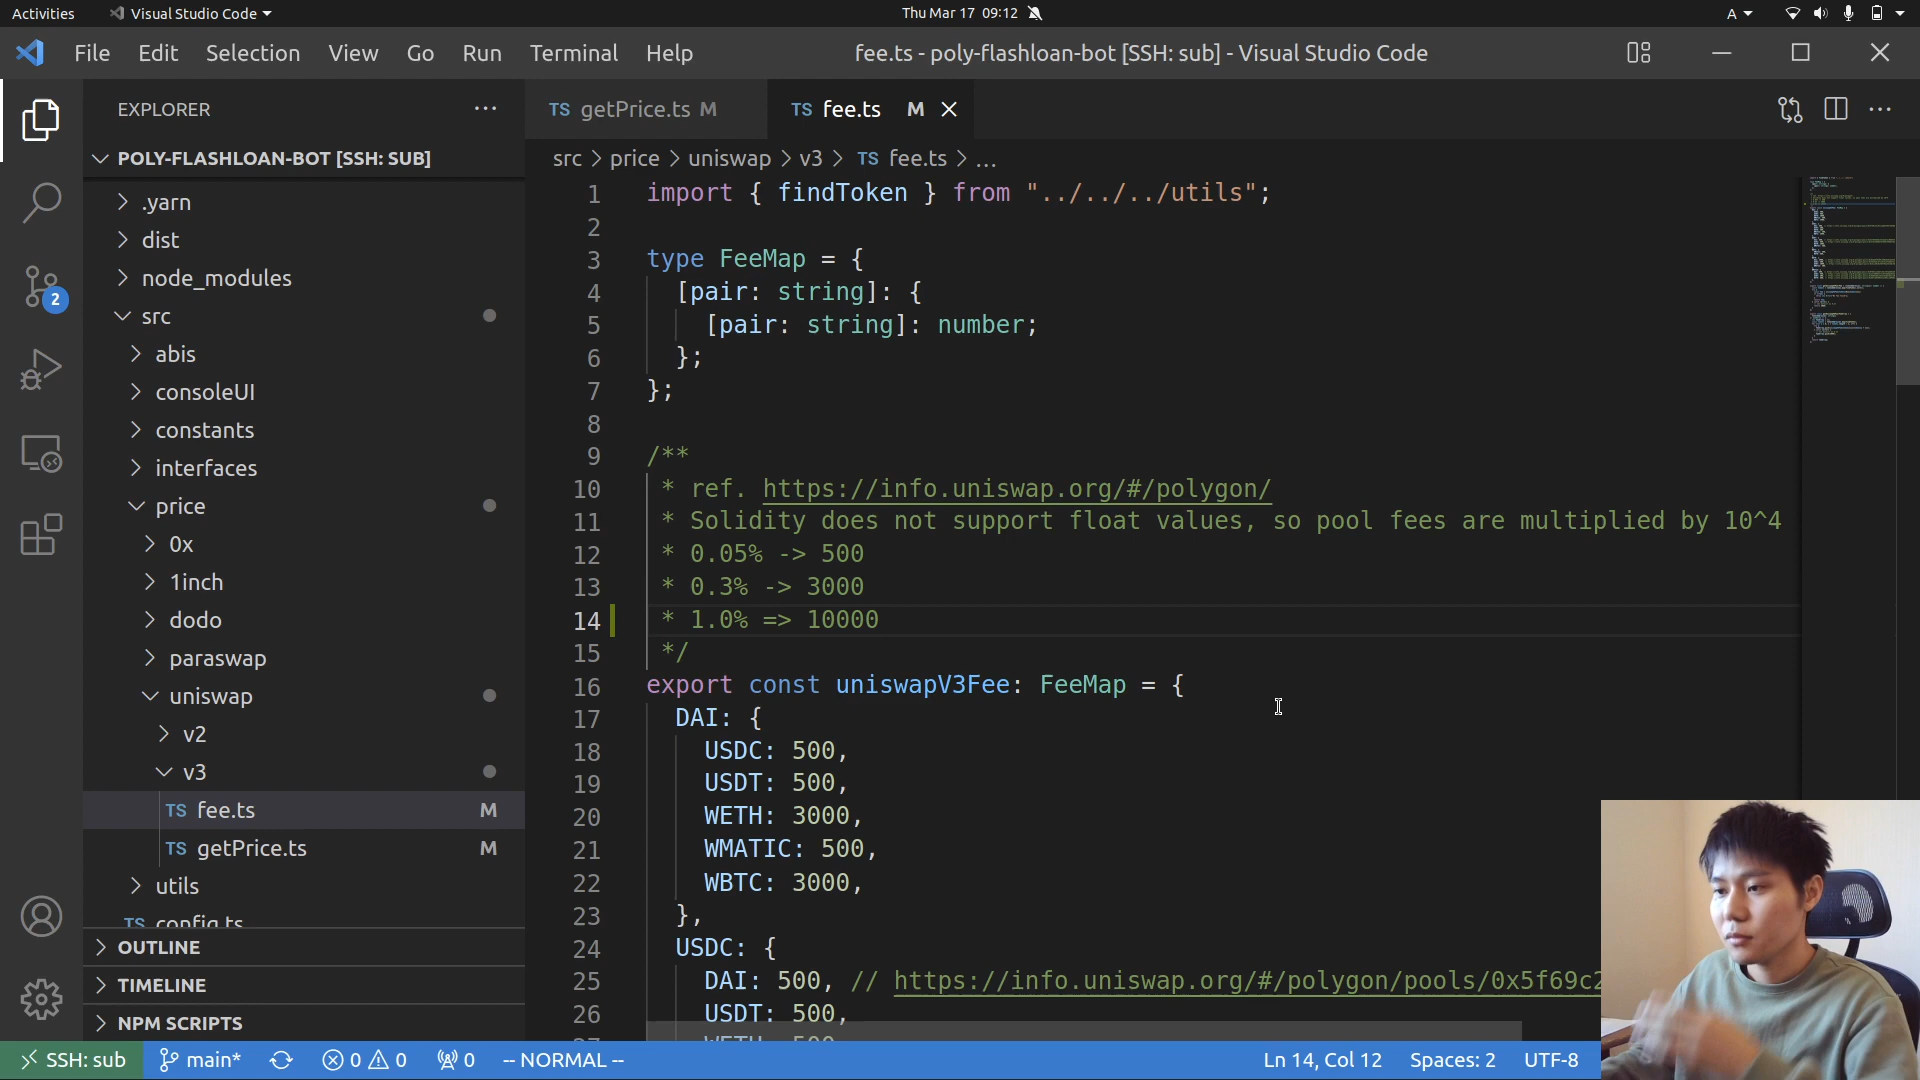 Activities Visual Studio Code Thu Mar 17 09:12 A
File Edit Selection View Go Run Terminal Help fee.ts - poly-flashloan-bot [SSH: sub] - Visual Studio Code
EXPLORER
POLY-FLASHLOAN-BOT [SSH: SUB]
.yarn
dist
node_modules
src
abis
consoleUI
constants
interfaces
price
0x
1inch
dodo
paraswap
uniswap
v2
v3
TS fee.ts M
TS getPrice.ts M
utils
TS config.ts
OUTLINE
TIMELINE
NPM SCRIPTS
2
TS getPrice.ts M TS fee.ts M
src > price > uniswap > v3 > TS fee.ts > ...
1 import { findToken } from "../../../utils";
2
3 type FeeMap = {
4 [pair: string]: {
5 [pair: string]: number;
6 };
7 };
8
9 /**
10 * ref. https://info.uniswap.org/#/polygon/
11 * Solidity does not support float values, so pool fees are multiplied by 10^4
12 * 0.05% -> 500
13 * 0.3% -> 3000
14 * 1.0% => 10000
15 */
16 export const uniswapV3Fee: FeeMap = {
17 DAI: {
18 USDC: 500,
19 USDT: 500,
20 WETH: 3000,
21 WMATIC: 500,
22 WBTC: 3000,
23 },
24 USDC: {
25 DAI: 500, // https://info.uniswap.org/#/polygon/pools/0x5f69c2
26 USDT: 500,
SSH: sub main* 0 0 0 -- NORMAL -- Ln 14, Col 12 Spaces: 2 UTF-8